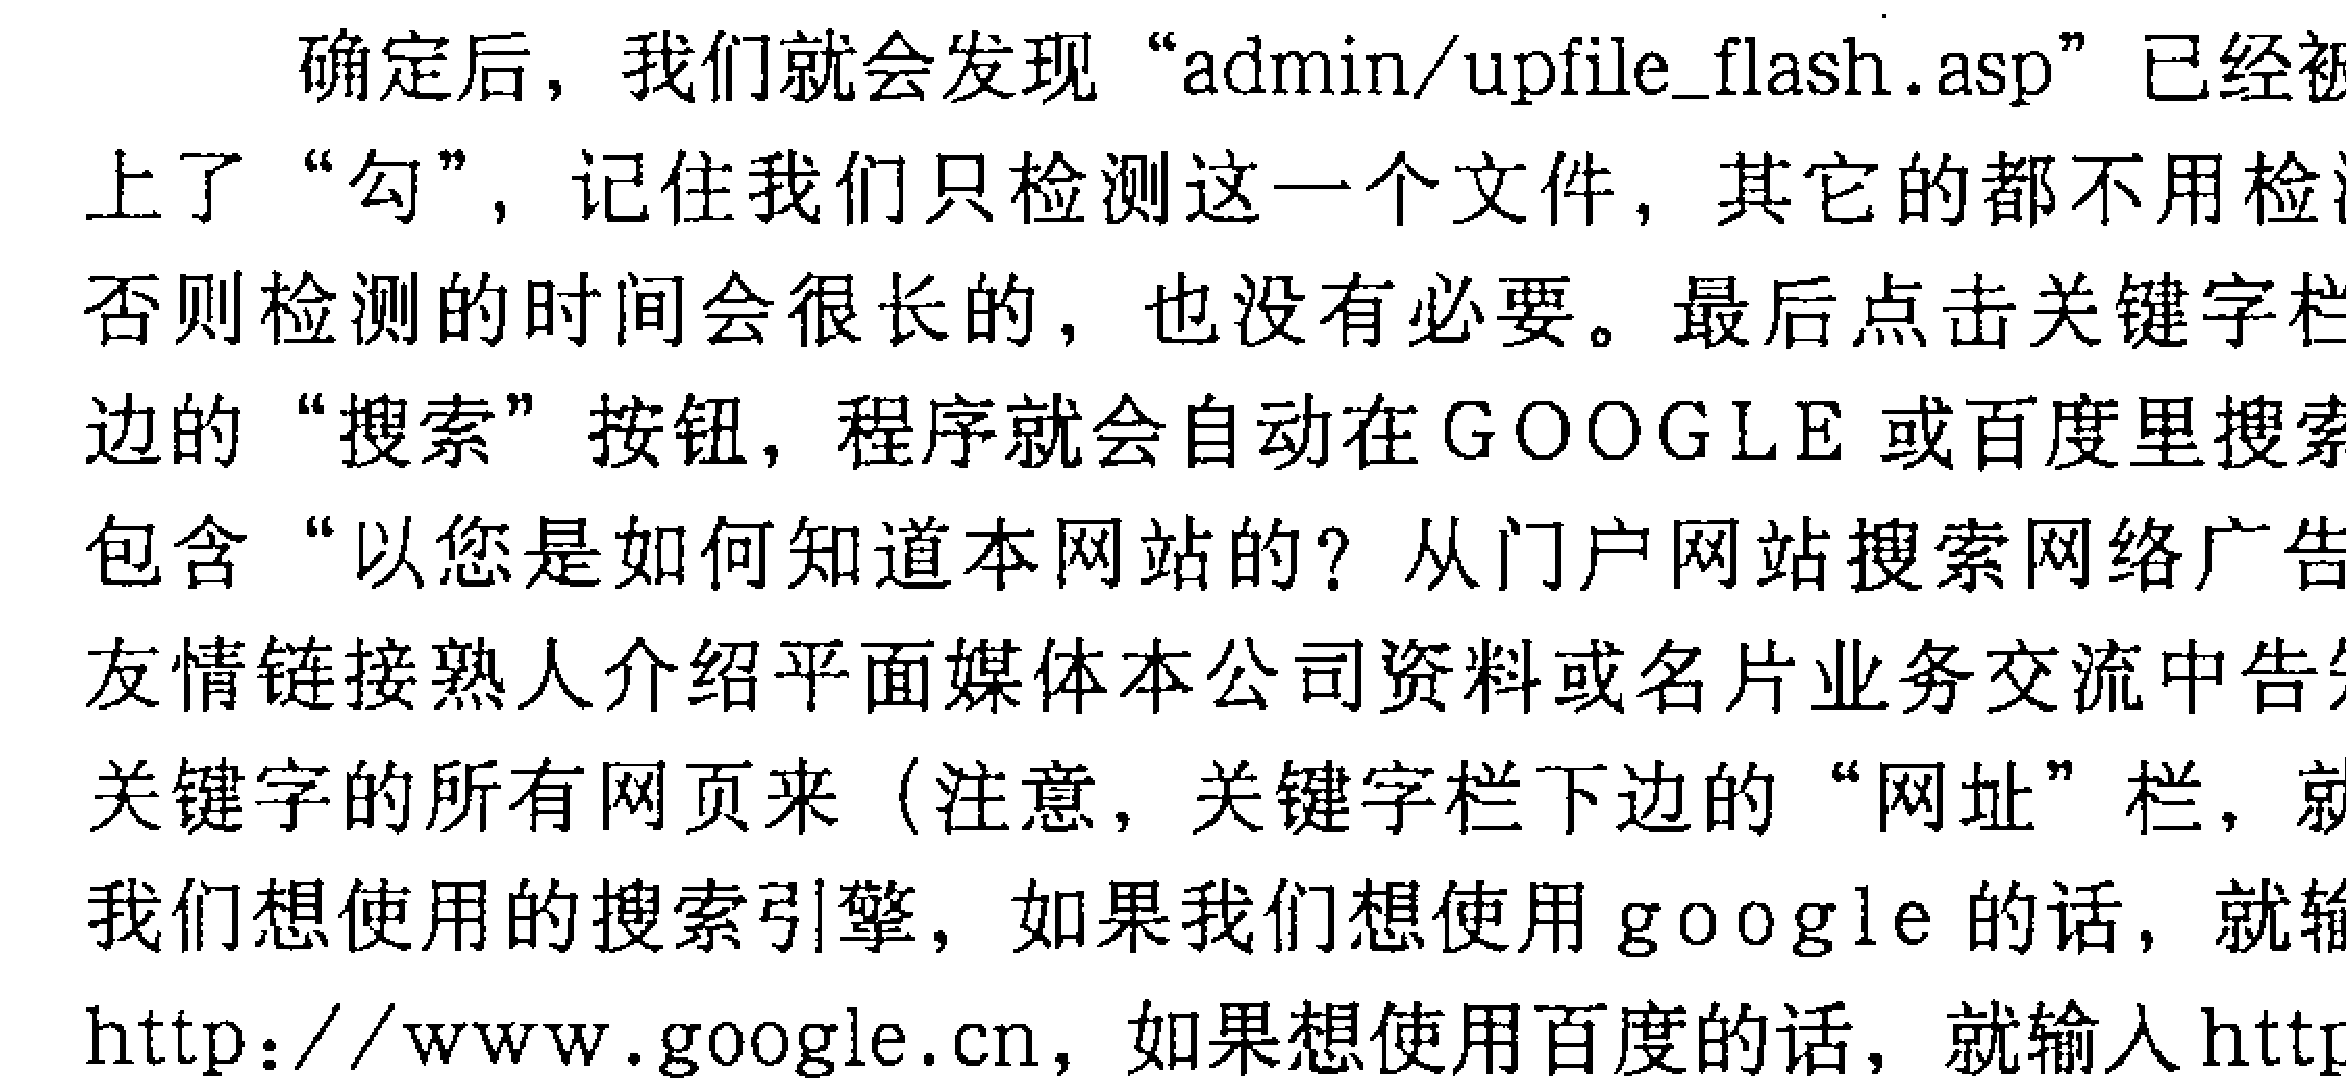 确定后，我们就会发现“admin/upfile_flash.asp”已经被
上了“勾”，记住我们只检测这一个文件，其它的都不用检
否则检测的时间会很长的，也没有必要。最后点击关键字栏
边的“搜索”按钮，程序就会自动在GOOGLE或百度里搜索
包含“以您是如何知道本网站的？从门户网站搜索网络广告
友情链接熟人介绍平面媒体本公司资料或名片业务交流中告
关键字的所有网页来（注意，关键字栏下边的“网址”栏，就
我们想使用的搜索引擎，如果我们想使用google的话，就输
http://www.google.cn，如果想使用百度的话，就输入http